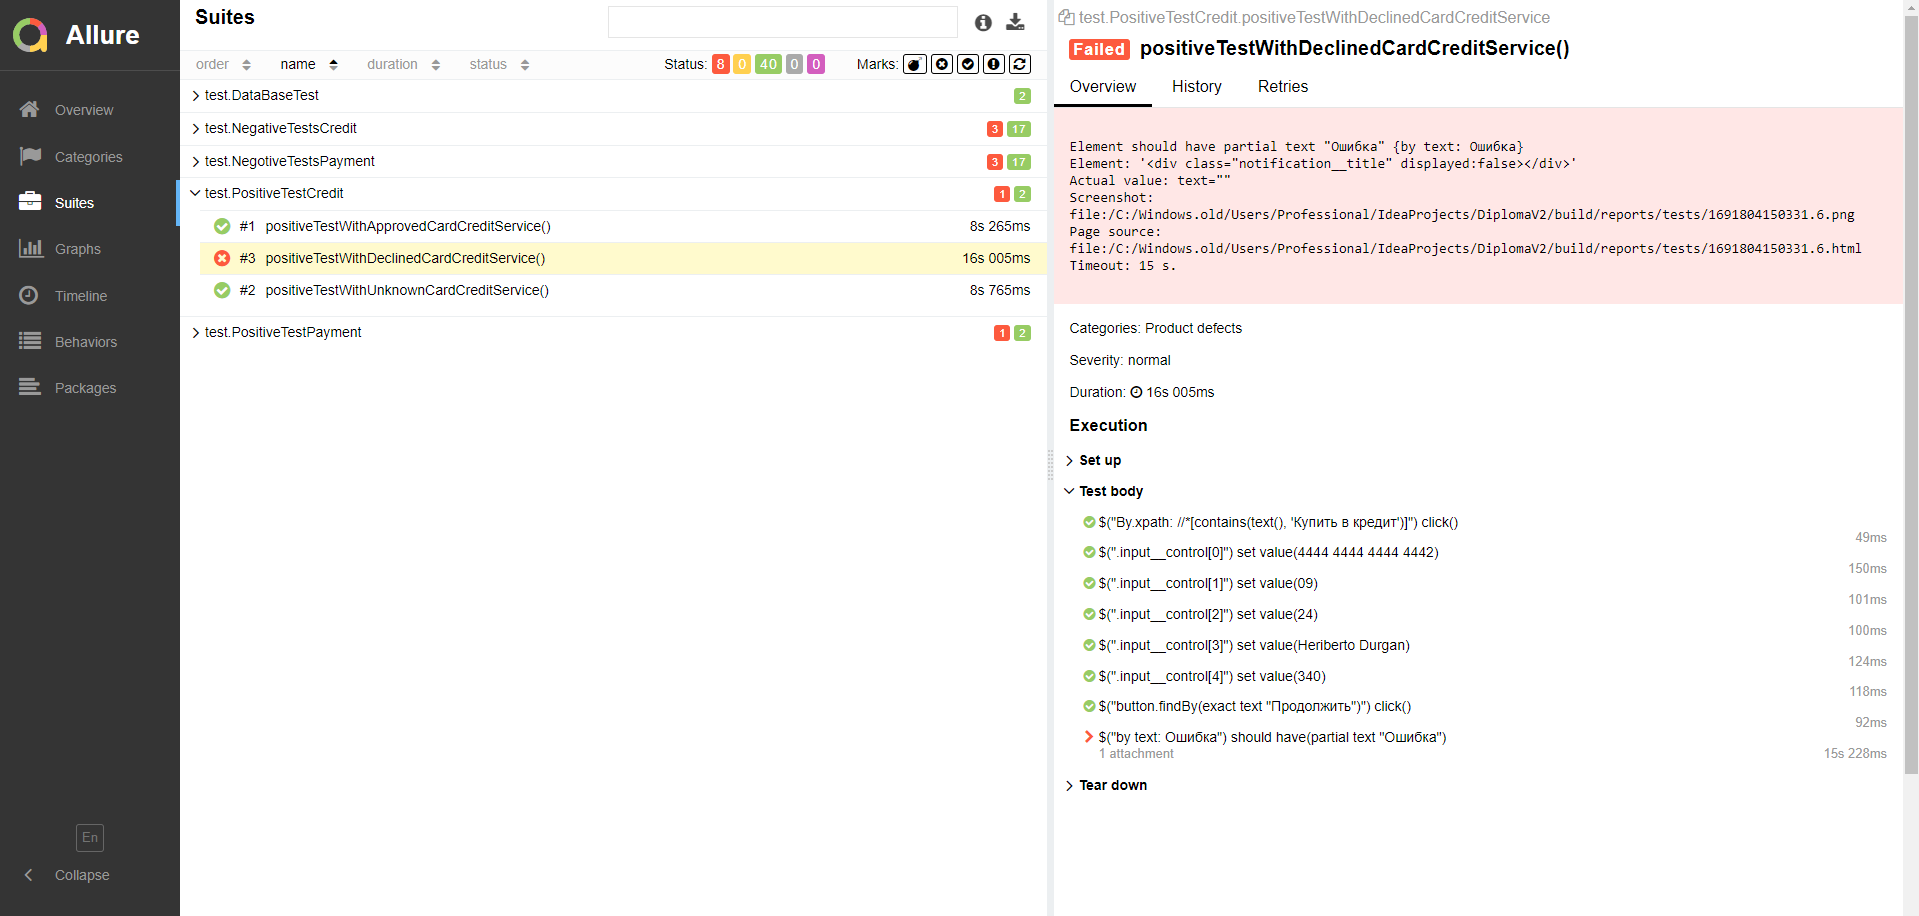 Allure
Overview
Categories
Suites
Graphs
Timeline
Behaviors
Packages
En
Collapse
Suites
order name duration status Status: 8 0 40 0 0 Marks:
test.DataBaseTest 2
test.NegativeTestsCredit 3 17
test.NegotiveTestsPayment 3 17
test.PositiveTestCredit 1 2
#1 positiveTestWithApprovedCardCreditService() 8s 265ms
#3 positiveTestWithDeclinedCardCreditService() 16s 005ms
#2 positiveTestWithUnknownCardCreditService() 8s 765ms
test.PositiveTestPayment 1 2
test.PositiveTestCredit.positiveTestWithDeclinedCardCreditService
Failed positiveTestWithDeclinedCardCreditService()
Overview History Retries
Element should have partial text "Ошибка" {by text: Ошибка}
Element: '<div class="notification__title" displayed:false></div>'
Actual value: text=""
Screenshot:
file:/C:/Windows.old/Users/Professional/IdeaProjects/DiplomaV2/build/reports/tests/1691804150331.6.png
Page source:
file:/C:/Windows.old/Users/Professional/IdeaProjects/DiplomaV2/build/reports/tests/1691804150331.6.html
Timeout: 15 s.
Categories: Product defects
Severity: normal
Duration: 16s 005ms
Execution
Set up
Test body
$("By.xpath: //*[contains(text(), 'Купить в кредит')]") click()
49ms
$(".input__control[0]") set value(4444 4444 4444 4442)
150ms
$(".input__control[1]") set value(09)
101ms
$(".input__control[2]") set value(24)
100ms
$(".input__control[3]") set value(Heriberto Durgan)
124ms
$(".input__control[4]") set value(340)
118ms
$("button.findBy(exact text "Продолжить")") click()
92ms
$("by text: Ошибка") should have(partial text "Ошибка")
1 attachment 15s 228ms
Tear down